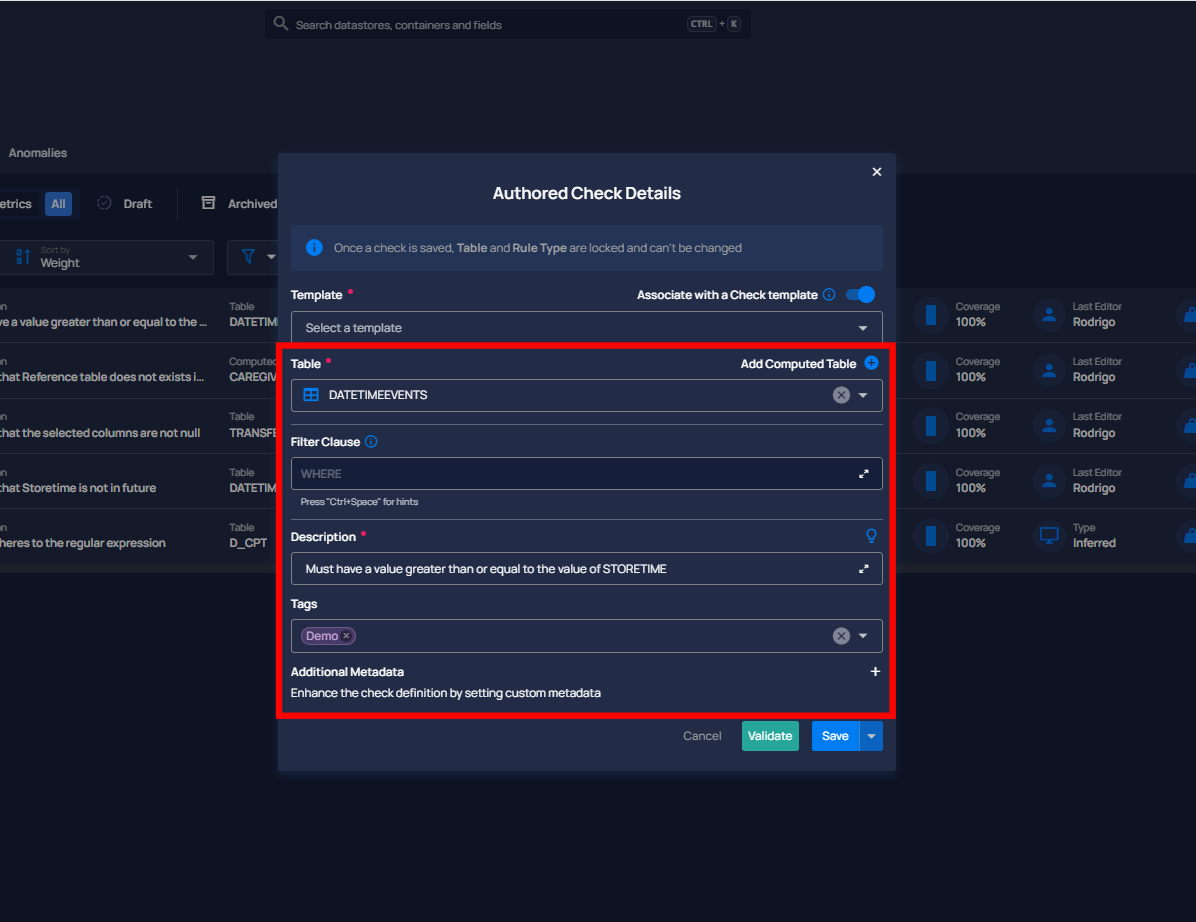 Search datastores, containers and fields CTRL + K
Anomalies
etrics All Draft Archived
Sort by
Weight
on
ve a value greater than or equal to the ...
Table
DATETIM
Coverage
100%
Last Editor
Rodrigo
on
that Reference table does not exists i...
Computed
CAREGIV
Coverage
100%
Last Editor
Rodrigo
on
that the selected columns are not null
Table
TRANSFE
Coverage
100%
Last Editor
Rodrigo
on
that Storetime is not in future
Table
DATETIM
Coverage
100%
Last Editor
Rodrigo
on
heres to the regular expression
Table
D_CPT
Coverage
100%
Type
Inferred
Authored Check Details
Once a check is saved, Table and Rule Type are locked and can't be changed
Template * Associate with a Check template
Select a template
Table * Add Computed Table
DATETIMEEVENTS
Filter Clause
WHERE
Press "Ctrl+Space" for hints
Description *
Must have a value greater than or equal to the value of STORETIME
Tags
Demo
Additional Metadata +
Enhance the check definition by setting custom metadata
Cancel Validate Save